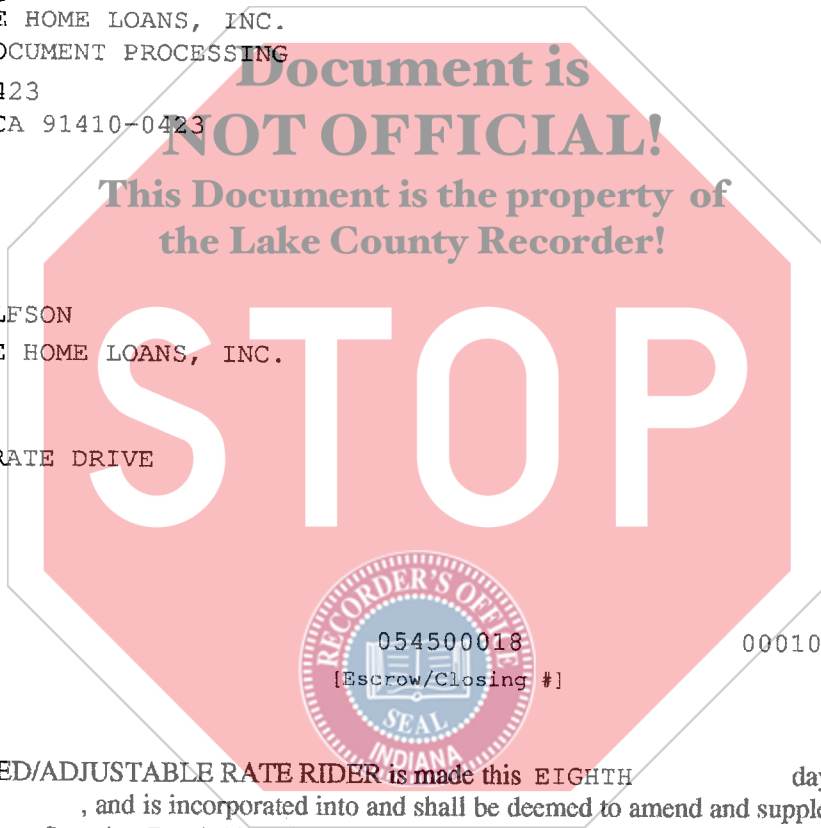 HOME LOANS, INC.
DOCUMENT PROCESSING
Document is
423
CA 91410-0423
NOT OFFICIAL!
This Document is the property of
the Lake County Recorder!
LFSON
HOME LOANS, INC.
RATE DRIVE
STOP
RECORDER'S OFFICE
054500018
00010
[Escrow/Closing #]
SEAL
INDIANA
ED/ADJUSTABLE RATE RIDER is made this EIGHTH day
, and is incorporated into and shall be deemed to amend and supple